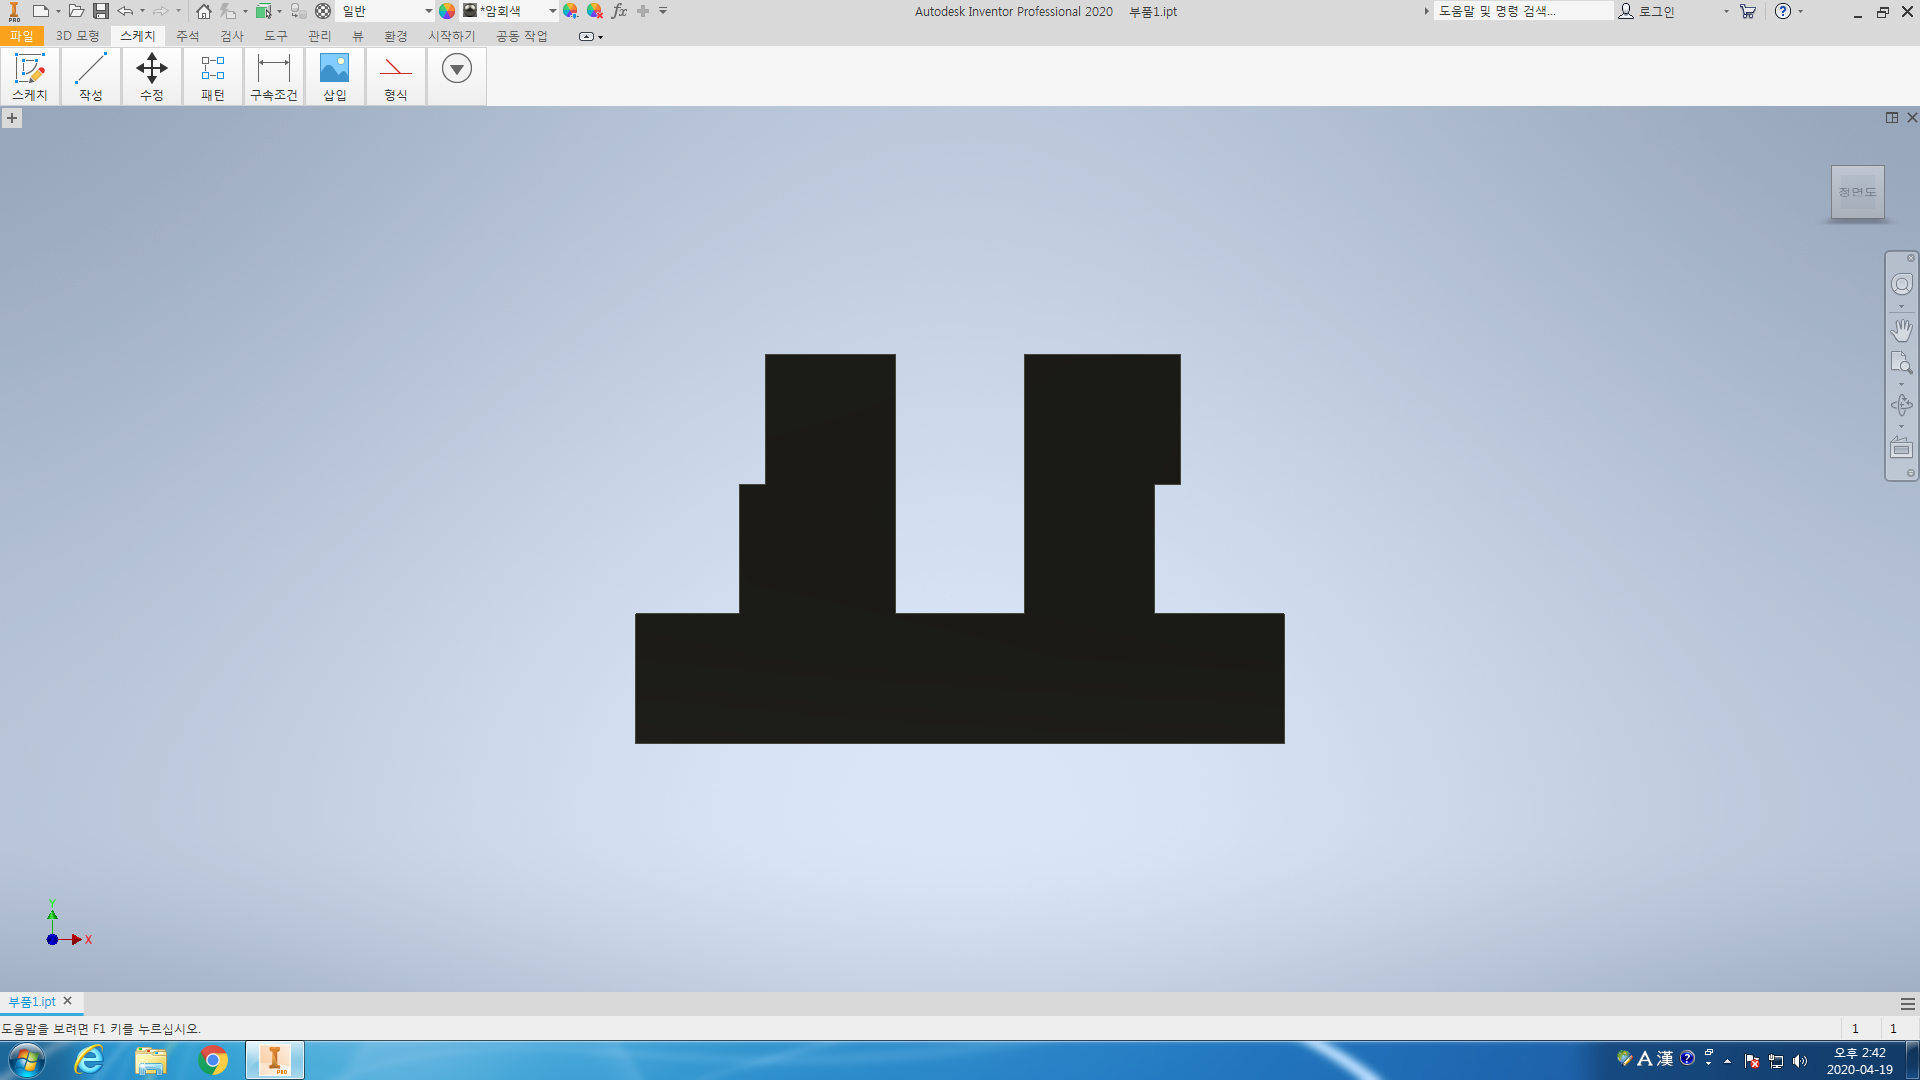 일반 *암회색 fx Autodesk Inventor Professional 2020 부품1.ipt 도움말 및 명령 검색... 로그인
파일 3D 모형 스케치 주석 검사 도구 관리 뷰 환경 시작하기 공동 작업
스케치 작성 수정 패턴 구속조건 삽입 형식
정면도
Y
X
부품1.ipt
도움말을 보려면 F1 키를 누르십시오. 1 1
PRO A 漢 오후 2:42
2020-04-19